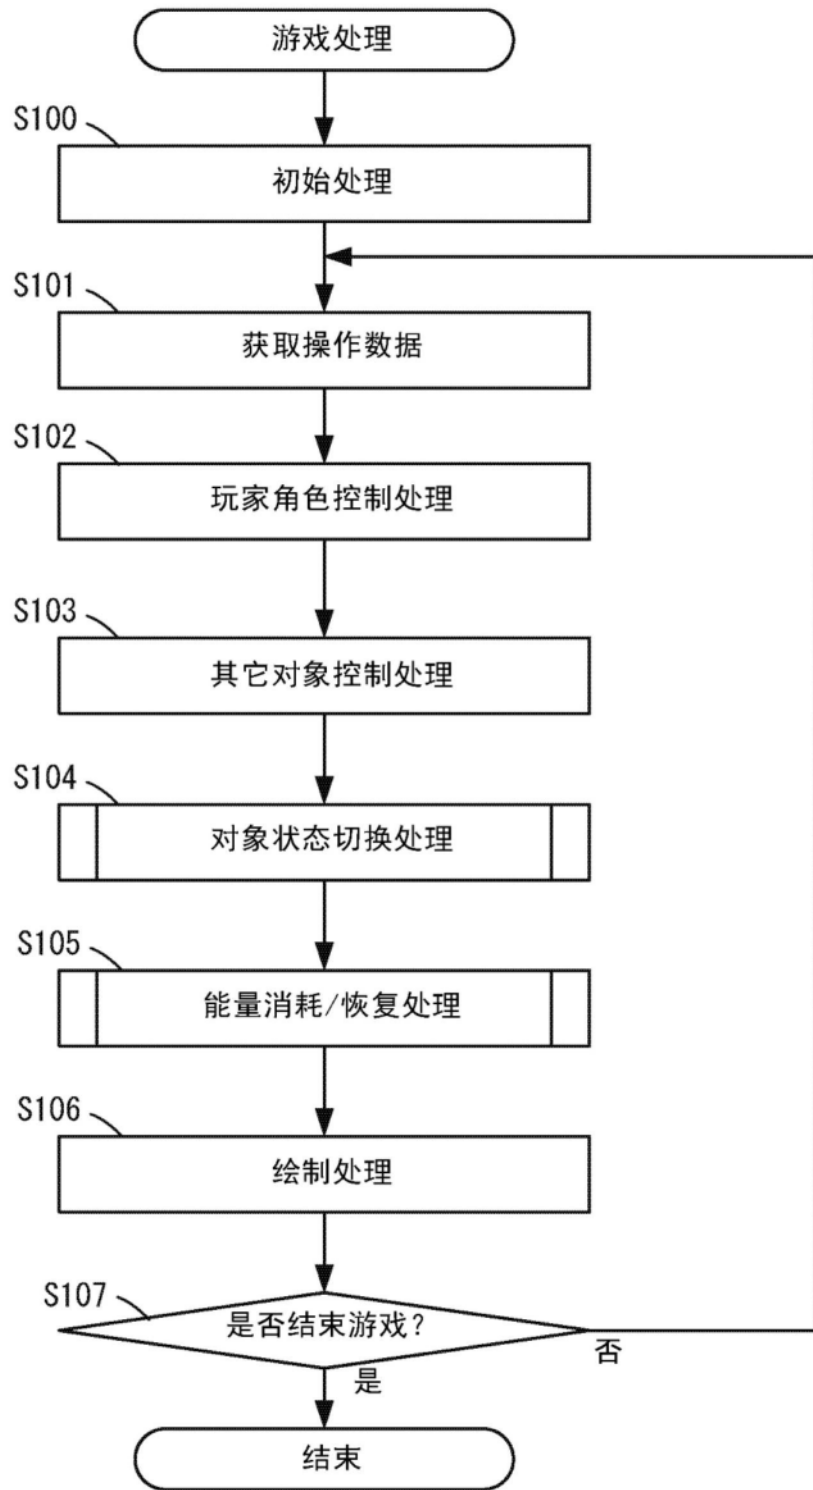 游戏处理
S100
初始处理
S101
获取操作数据
S102
玩家角色控制处理
S103
其它对象控制处理
S104
对象状态切换处理
S105
能量消耗/恢复处理
S106
绘制处理
S107
是否结束游戏?
否
是
结束